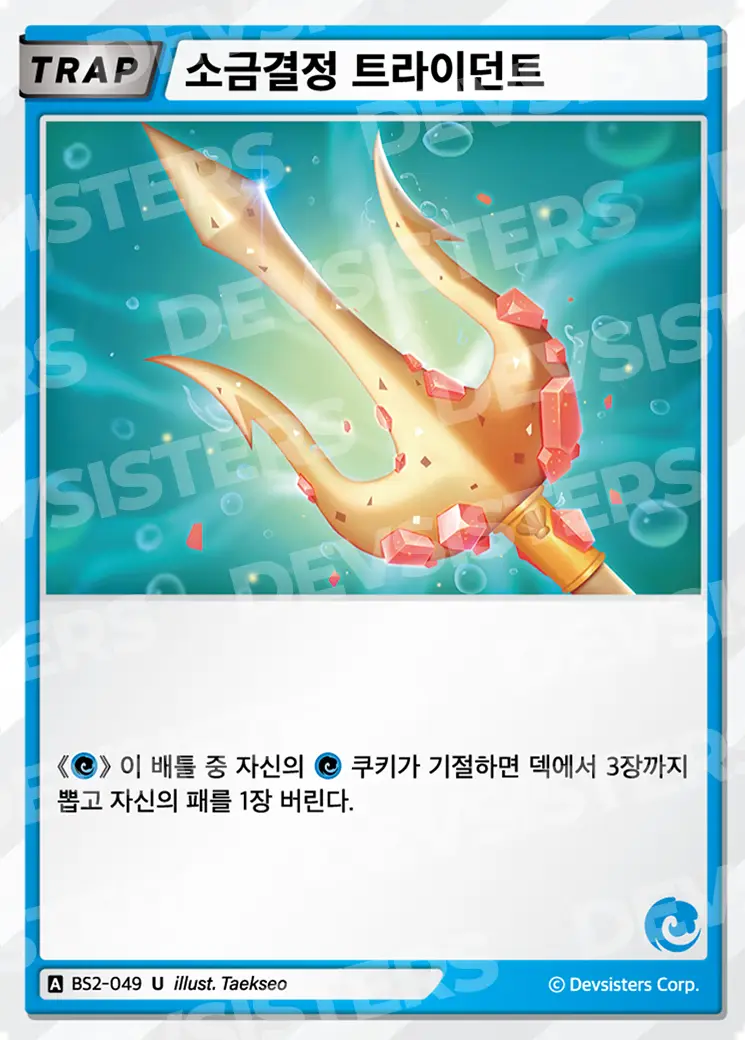 TRAP
소금결정 트라이던트
《》 이 배틀 중 자신의 쿠키가 기절하면 덱에서 3장까지
뽑고 자신의 패를 1장 버린다.
A BS2-049 U illust. Taekseo
© Devsisters Corp.
DEVSISTERS